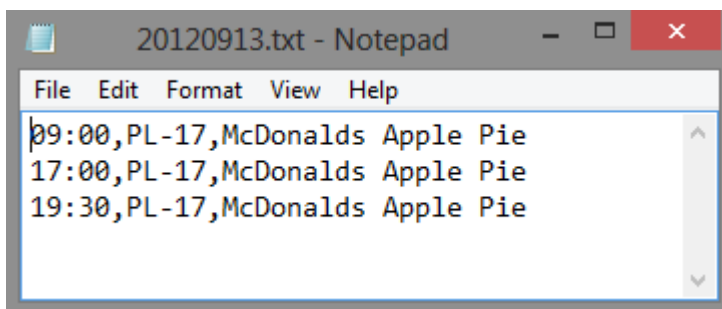 20120913.txt - Notepad
File Edit Format View Help
09:00,PL-17,McDonalds Apple Pie
17:00,PL-17,McDonalds Apple Pie
19:30,PL-17,McDonalds Apple Pie